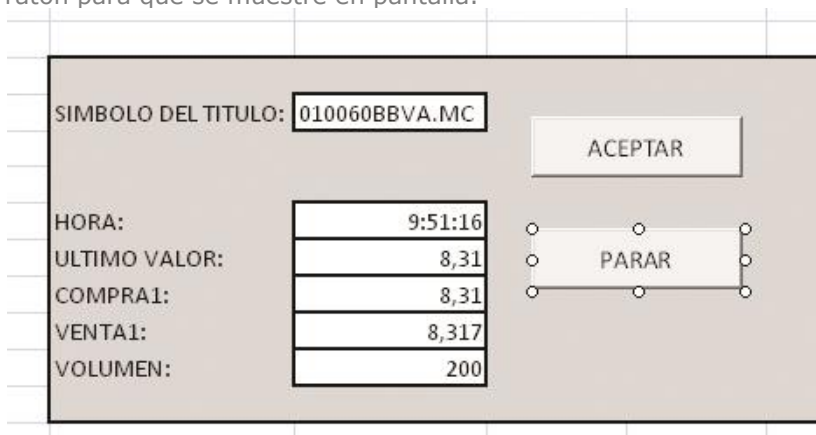 ratón para que se muestre en pantalla.
SIMBOLO DEL TITULO: 010060BBVA.MC
ACEPTAR
HORA: 9:51:16
ULTIMO VALOR: 8,31
PARAR
COMPRA1: 8,31
VENTA1: 8,317
VOLUMEN: 200